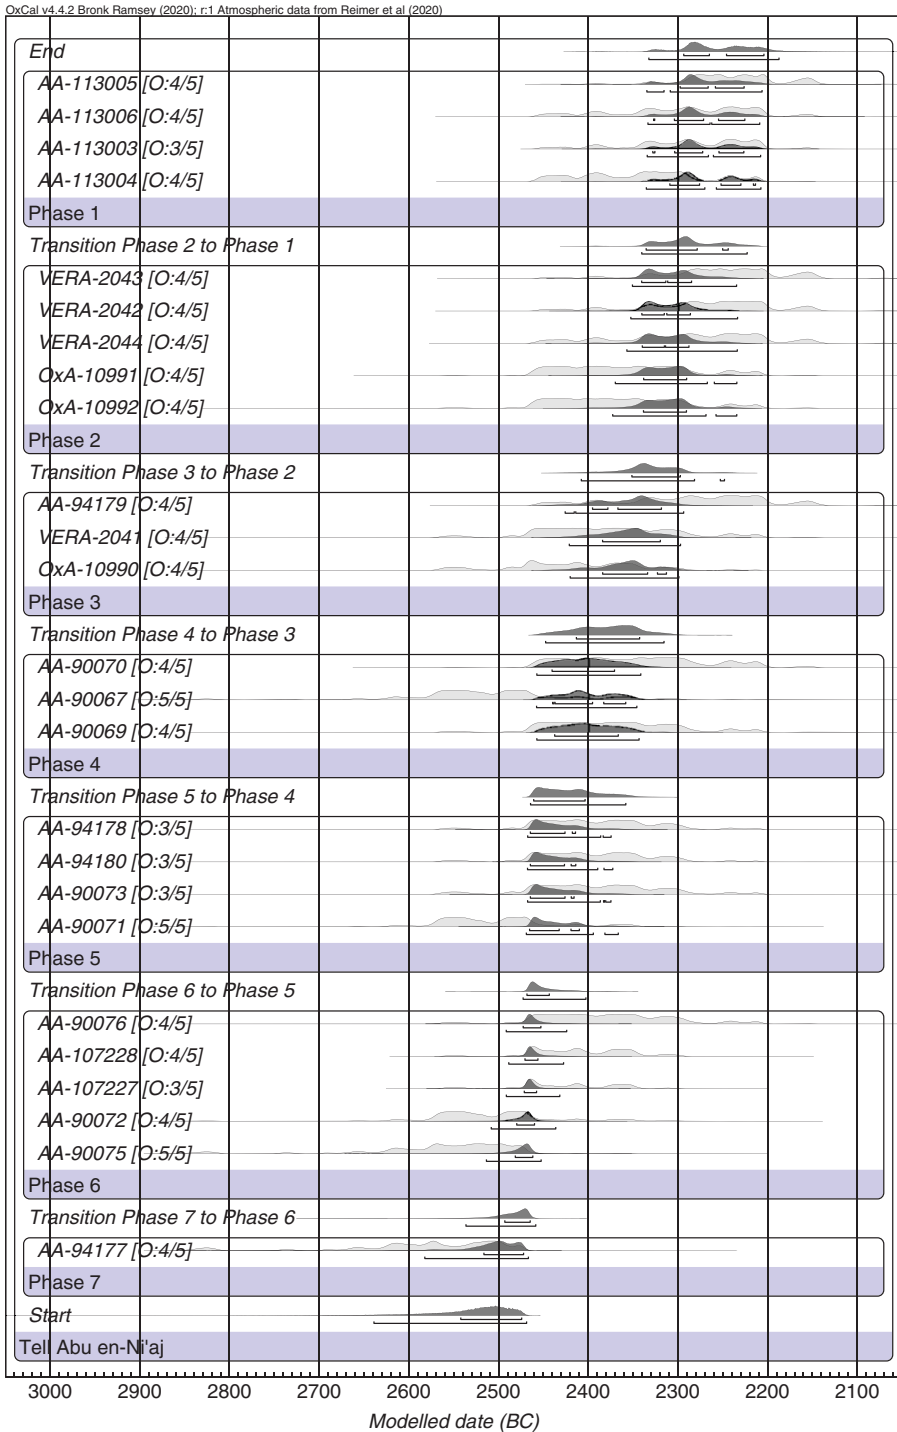 OxCal v4.4.2 Bronk Ramsey (2020); r:1 Atmospheric data from Reimer et al (2020)
End
AA-113005 [O:4/5]
AA-113006 [O:4/5]
AA-113003 [O:3/5]
AA-113004 [O:4/5]
Phase 1
Transition Phase 2 to Phase 1
VERA-2043 [O:4/5]
VERA-2042 [O:4/5]
VERA-2044 [O:4/5]
OxA-10991 [O:4/5]
OxA-10992 [O:4/5]
Phase 2
Transition Phase 3 to Phase 2
AA-94179 [O:4/5]
VERA-2041 [O:4/5]
OxA-10990 [O:4/5]
Phase 3
Transition Phase 4 to Phase 3
AA-90070 [O:4/5]
AA-90067 [O:5/5]
AA-90069 [O:4/5]
Phase 4
Transition Phase 5 to Phase 4
AA-94178 [O:3/5]
AA-94180 [O:3/5]
AA-90073 [O:3/5]
AA-90071 [O:5/5]
Phase 5
Transition Phase 6 to Phase 5
AA-90076 [O:4/5]
AA-107228 [O:4/5]
AA-107227 [O:3/5]
AA-90072 [O:4/5]
AA-90075 [O:5/5]
Phase 6
Transition Phase 7 to Phase 6
AA-94177 [O:4/5]
Phase 7
Start
Tell Abu en-Ni'aj
3000 2900 2800 2700 2600 2500 2400 2300 2200 2100
Modelled date (BC)